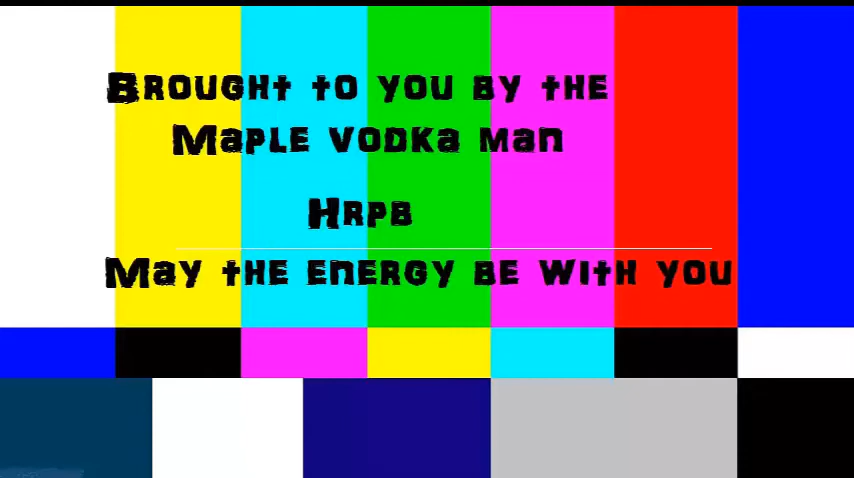 Brought to you by the
Maple vodka man
Hrpb
May the energy be with you